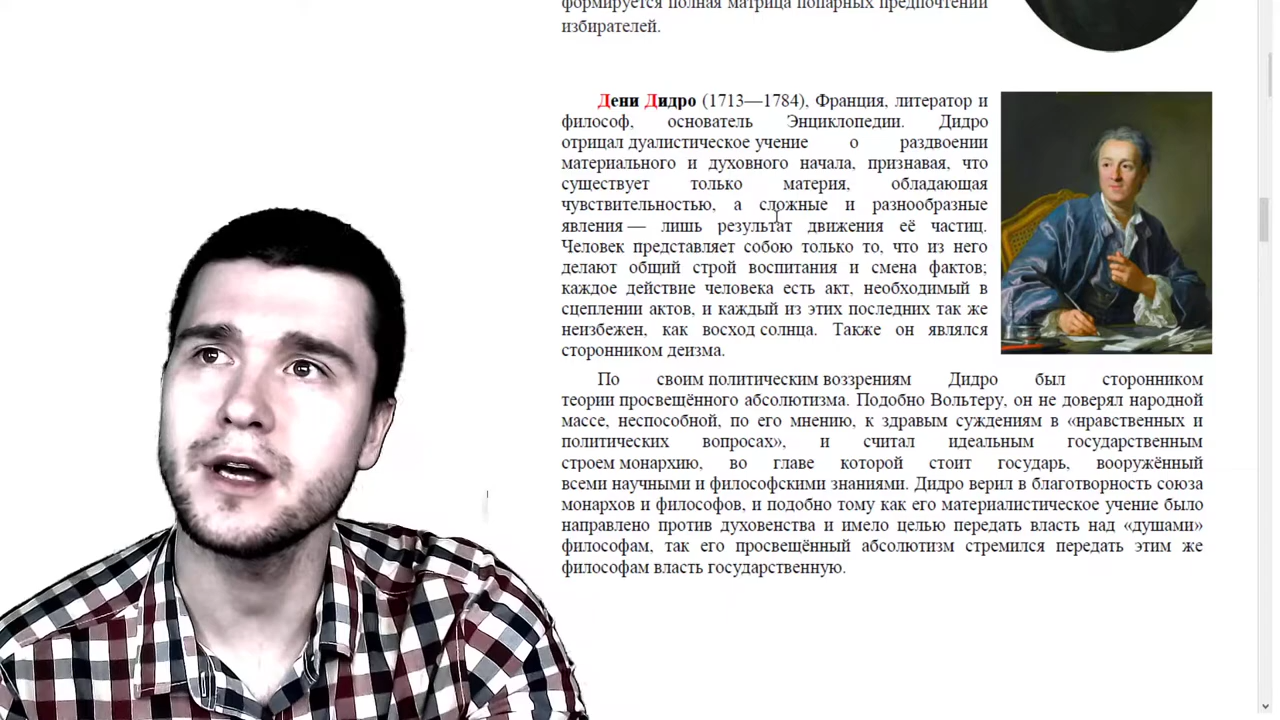 формируется полная матрица попарных предпочтений
избирателей.
Дени Дидро (1713—1784), Франция, литератор и
философ, основатель Энциклопедии. Дидро
отрицал дуалистическое учение о раздвоении
материального и духовного начала, признавая, что
существует только материя, обладающая
чувствительностью, а сложные и разнообразные
явления — лишь результат движения её частиц.
Человек представляет собою только то, что из него
делают общий строй воспитания и смена фактов;
каждое действие человека есть акт, необходимый в
сцеплении актов, и каждый из этих последних так же
неизбежен, как восход солнца. Также он являлся
сторонником деизма.
По своим политическим воззрениям Дидро был сторонником
теории просвещённого абсолютизма. Подобно Вольтеру, он не доверял народной
массе, неспособной, по его мнению, к здравым суждениям в «нравственных и
политических вопросах», и считал идеальным государственным
строем монархию, во главе которой стоит государь, вооружённый
всеми научными и философскими знаниями. Дидро верил в благотворность союза
монархов и философов, и подобно тому как его материалистическое учение было
направлено против духовенства и имело целью передать власть над «душами»
философам, так его просвещённый абсолютизм стремился передать этим же
философам власть государственную.